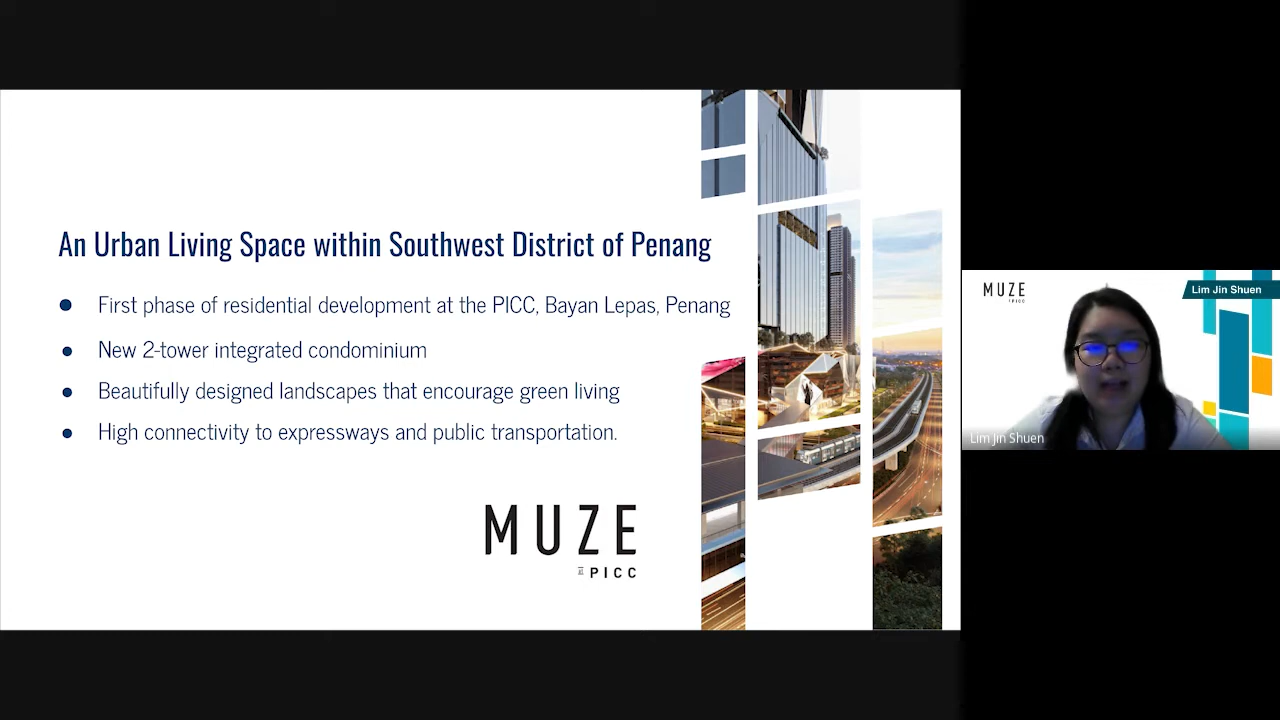 An Urban Living Space within Southwest District of Penang
● First phase of residential development at the PICC, Bayan Lepas, Penang
● New 2-tower integrated condominium
● Beautifully designed landscapes that encourage green living
● High connectivity to expressways and public transportation.
MUZE
AT PICC
MUZE
AT PICC
Lim Jin Shuen
Lim Jin Shuen